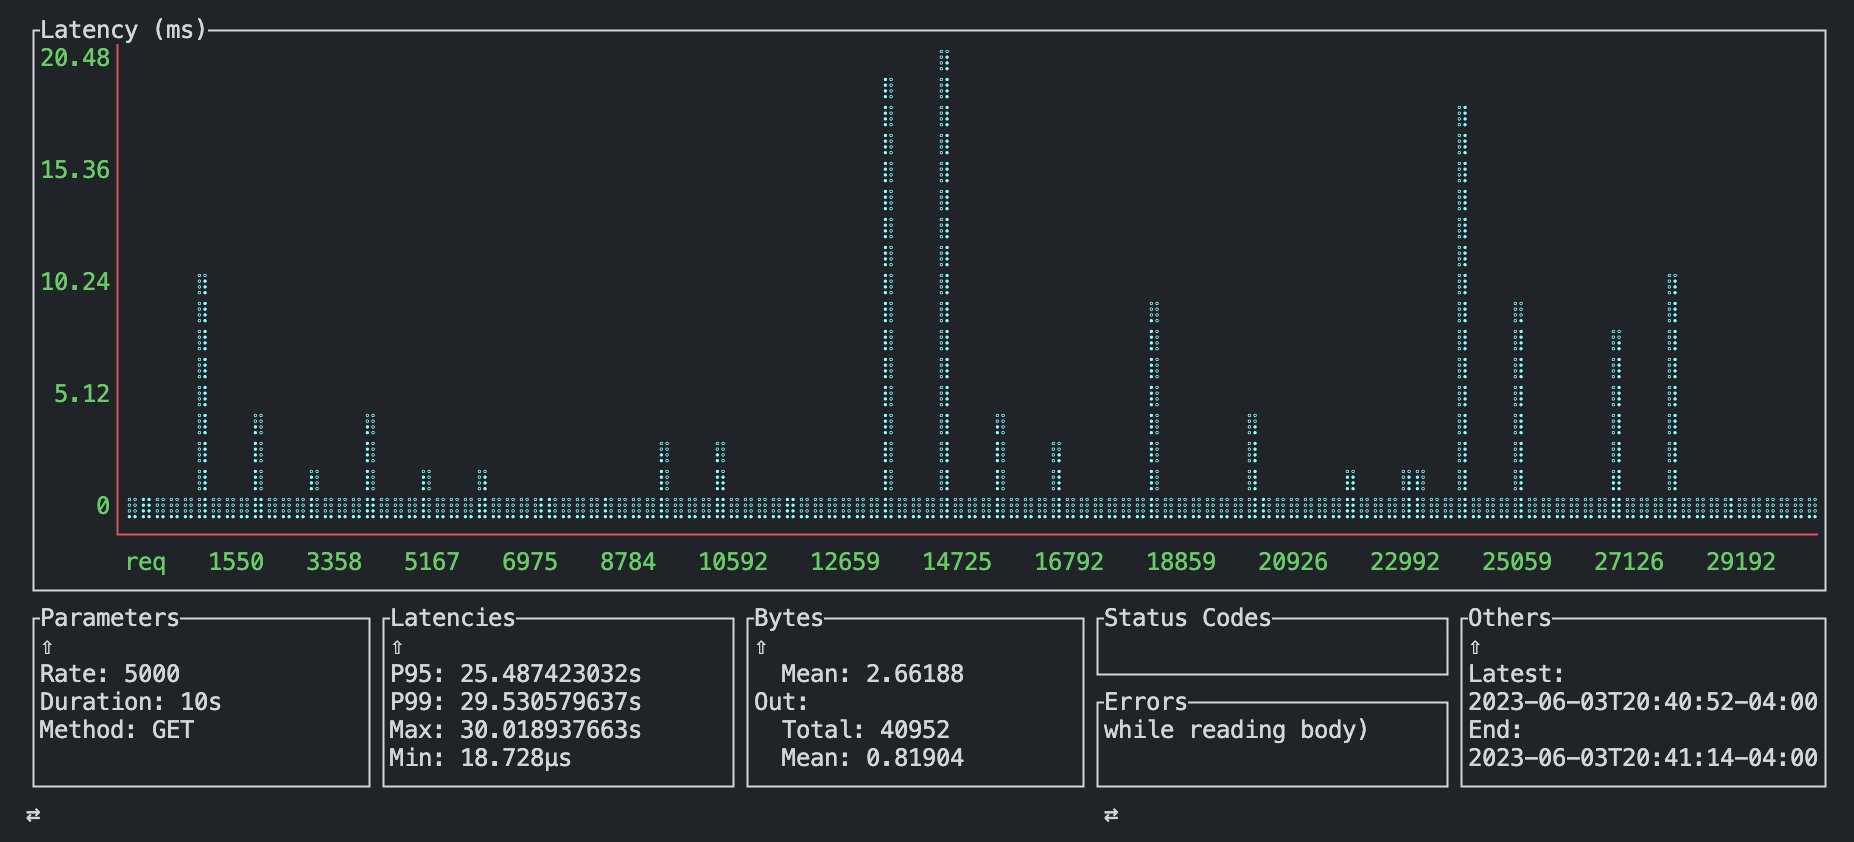 Latency (ms)
20.48
15.36
10.24
5.12
0
req 1550 3358 5167 6975 8784 10592 12659 14725 16792 18859 20926 22992 25059 27126 29192
Parameters
⇧
Rate: 5000
Duration: 10s
Method: GET
Latencies
⇧
P95: 25.487423032s
P99: 29.530579637s
Max: 30.018937663s
Min: 18.728µs
Bytes
⇧
Mean: 2.66188
Out:
Total: 40952
Mean: 0.81904
Status Codes
Errors
while reading body)
Others
⇧
Latest:
2023-06-03T20:40:52-04:00
End:
2023-06-03T20:41:14-04:00
⇄ ⇄